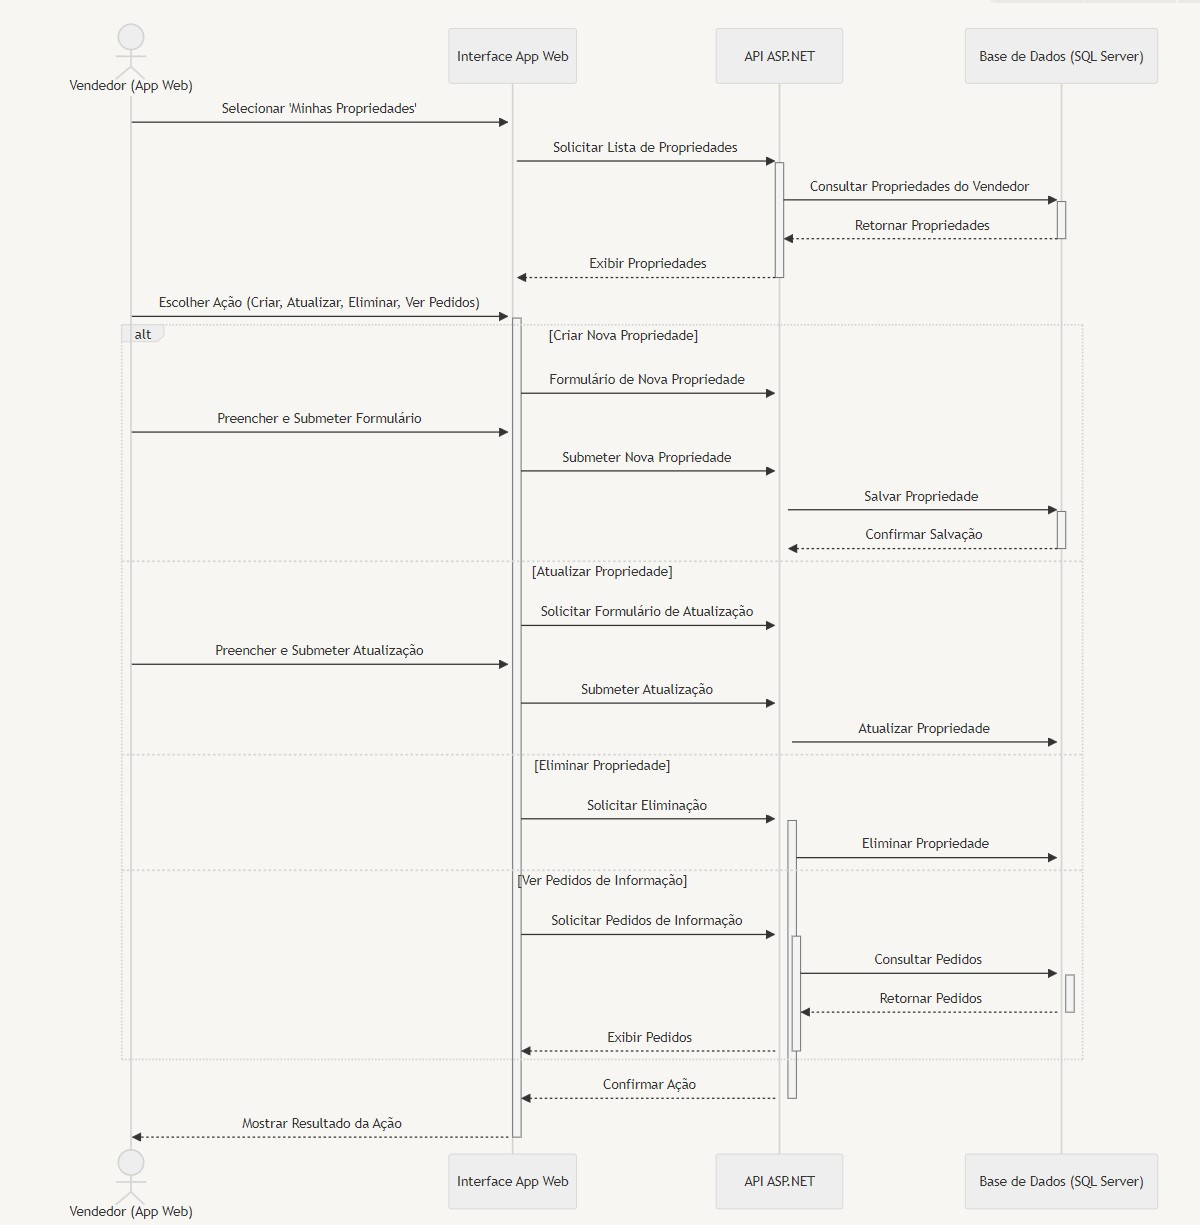 Vendedor (App Web)
Interface App Web
API ASP.NET
Base de Dados (SQL Server)
Selecionar 'Minhas Propriedades'
Solicitar Lista de Propriedades
Consultar Propriedades do Vendedor
Retornar Propriedades
Exibir Propriedades
Escolher Ação (Criar, Atualizar, Eliminar, Ver Pedidos)
alt
[Criar Nova Propriedade]
Formulário de Nova Propriedade
Preencher e Submeter Formulário
Submeter Nova Propriedade
Salvar Propriedade
Confirmar Salvação
[Atualizar Propriedade]
Solicitar Formulário de Atualização
Preencher e Submeter Atualização
Submeter Atualização
Atualizar Propriedade
[Eliminar Propriedade]
Solicitar Eliminação
Eliminar Propriedade
[Ver Pedidos de Informação]
Solicitar Pedidos de Informação
Consultar Pedidos
Retornar Pedidos
Exibir Pedidos
Confirmar Ação
Mostrar Resultado da Ação
Vendedor (App Web)
Interface App Web
API ASP.NET
Base de Dados (SQL Server)